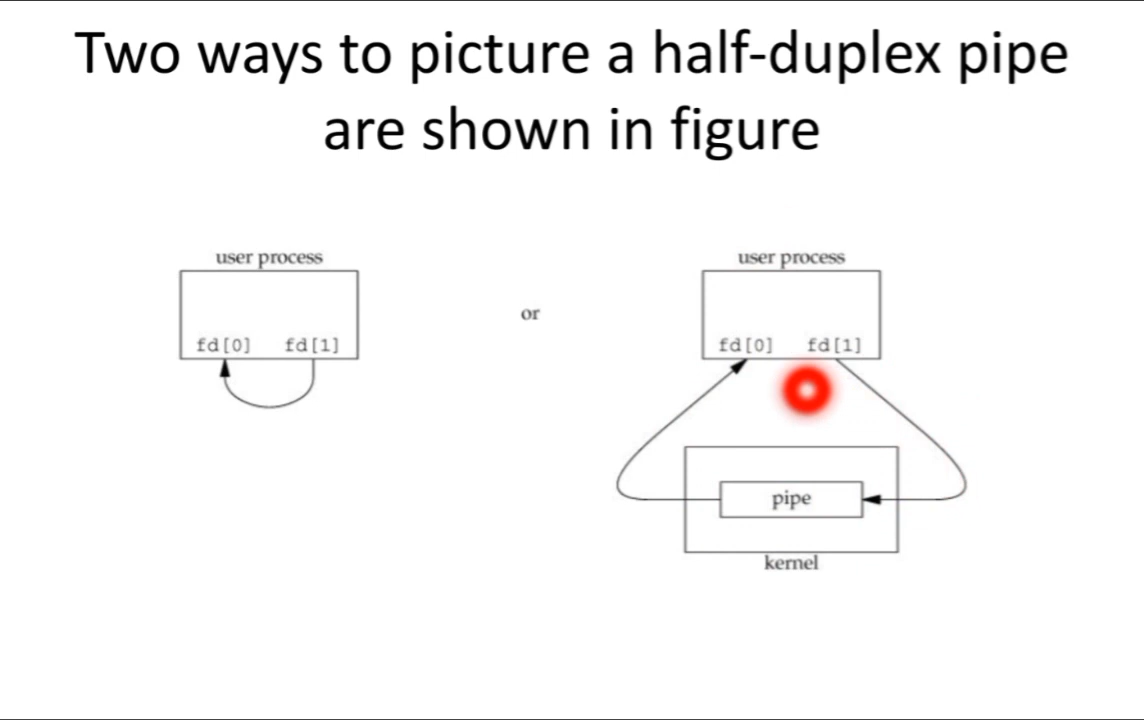 Two ways to picture a half-duplex pipe
are shown in figure
user process
fd[0] fd[1]
or
user process
fd[0] fd[1]
pipe
kernel